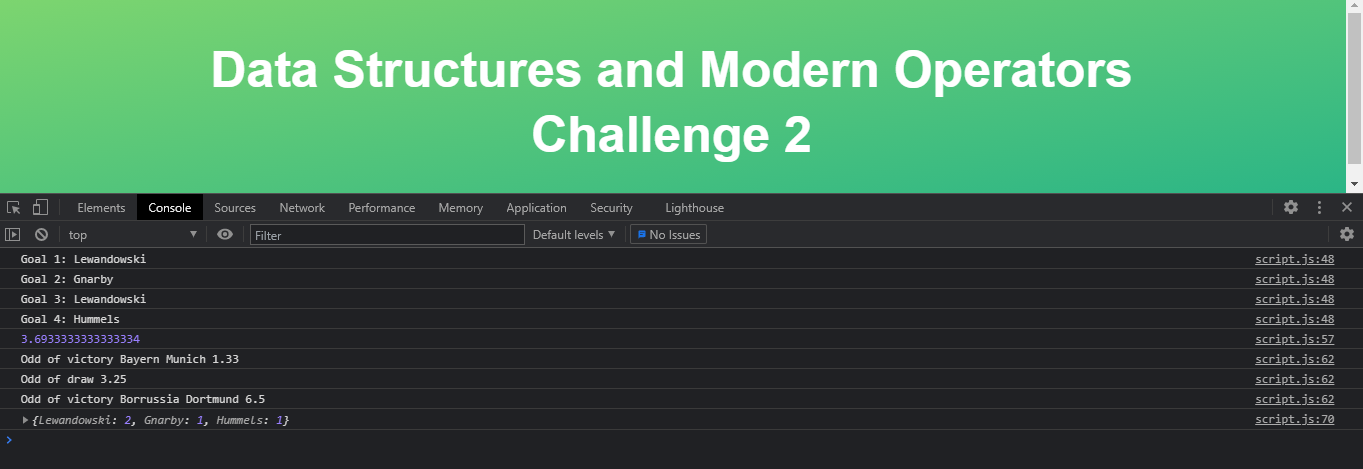 Data Structures and Modern Operators
Challenge 2
Elements Console Sources Network Performance Memory Application Security Lighthouse
top Filter Default levels No Issues
Goal 1: Lewandowski script.js:48
Goal 2: Gnarby script.js:48
Goal 3: Lewandowski script.js:48
Goal 4: Hummels script.js:48
3.6933333333333334 script.js:57
Odd of victory Bayern Munich 1.33 script.js:62
Odd of draw 3.25 script.js:62
Odd of victory Borrussia Dortmund 6.5 script.js:62
{Lewandowski: 2, Gnarby: 1, Hummels: 1} script.js:70